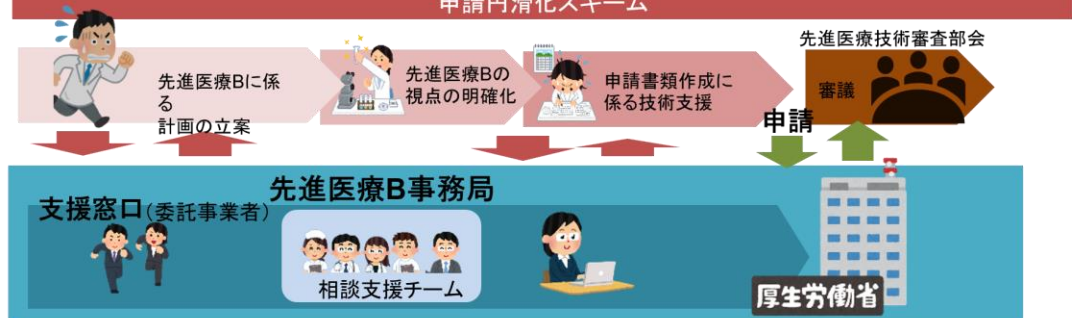 申請円滑化スキーム
先進医療技術審査部会
先進医療Bに係
る
計画の立案
先進医療Bの
視点の明確化
申請書類作成に
係る技術支援
審議
申請
先進医療B事務局
支援窓口(委託事業者)
相談支援チーム
厚生労働省